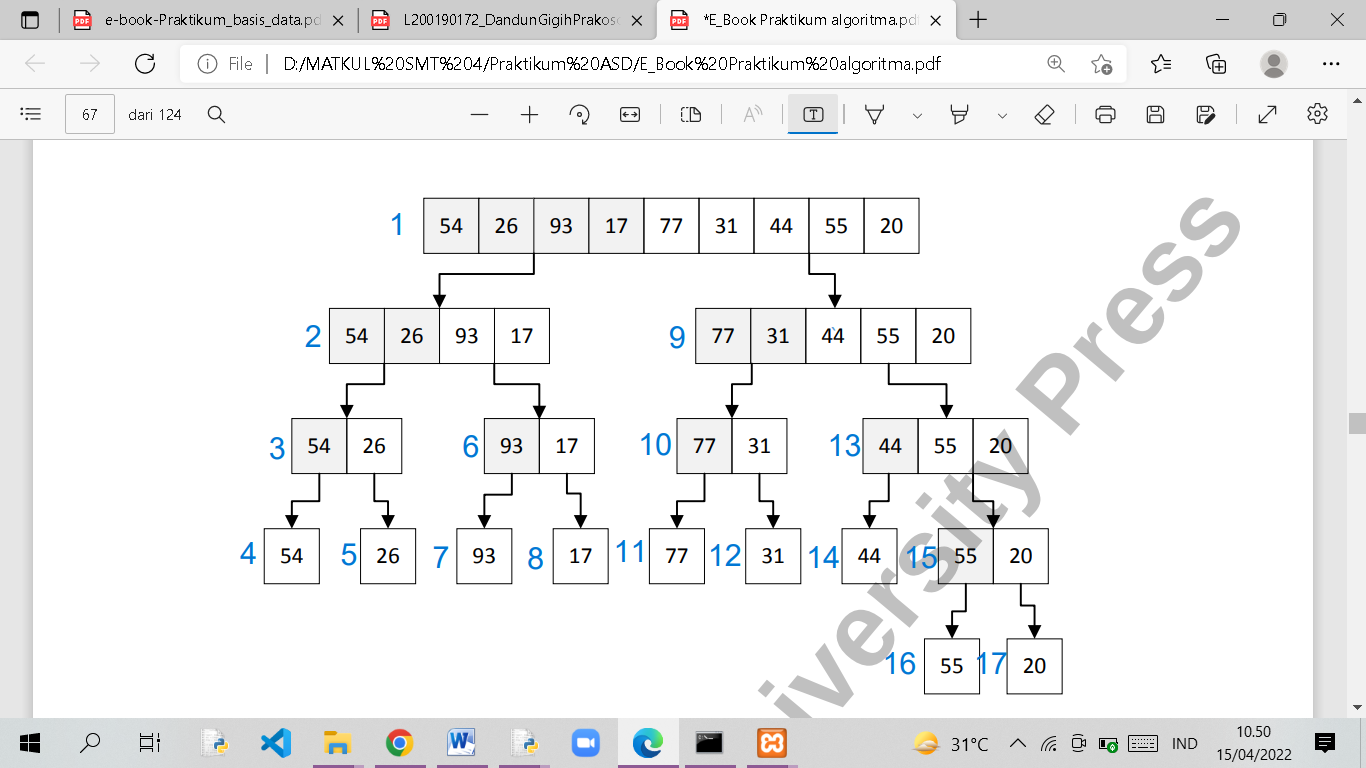 e-book-Praktikum_basis_data.pd
L200190172_DandunGigihPrakoso
*E_Book Praktikum algoritma.pdf
File
D:/MATKUL%20SMT%204/Praktikum%20ASD/E_Book%20Praktikum%20algoritma.pdf
67 dari 124
1 54 26 93 17 77 31 44 55 20
2 54 26 93 17
9 77 31 44 55 20
3 54 26
6 93 17
10 77 31
13 44 55 20
4 54
5 26
7 93
8 17
11 77
12 31
14 44
15 55 20
16 55
17 20
iversity Press
31°C
IND
10.50
15/04/2022